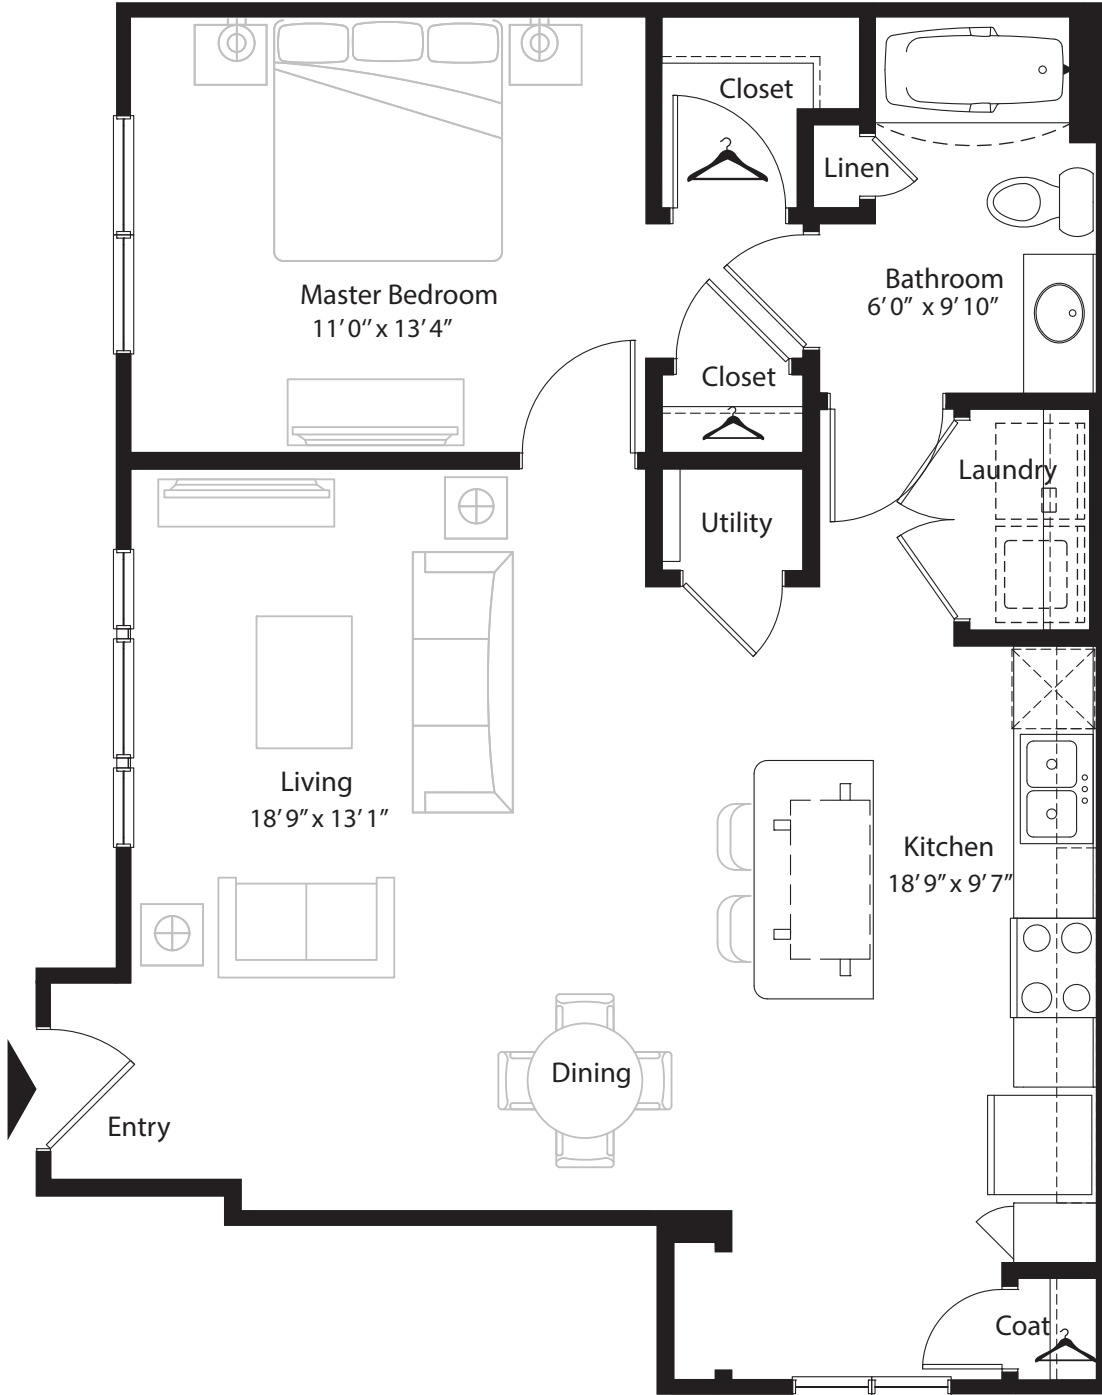 Closet
Linen
Master Bedroom
11'0" x 13'4"
Bathroom
6'0" x 9'10"
Closet
Laundry
Utility
Living
18'9" x 13'1"
Kitchen
18'9" x 9'7"
Dining
Entry
Coat